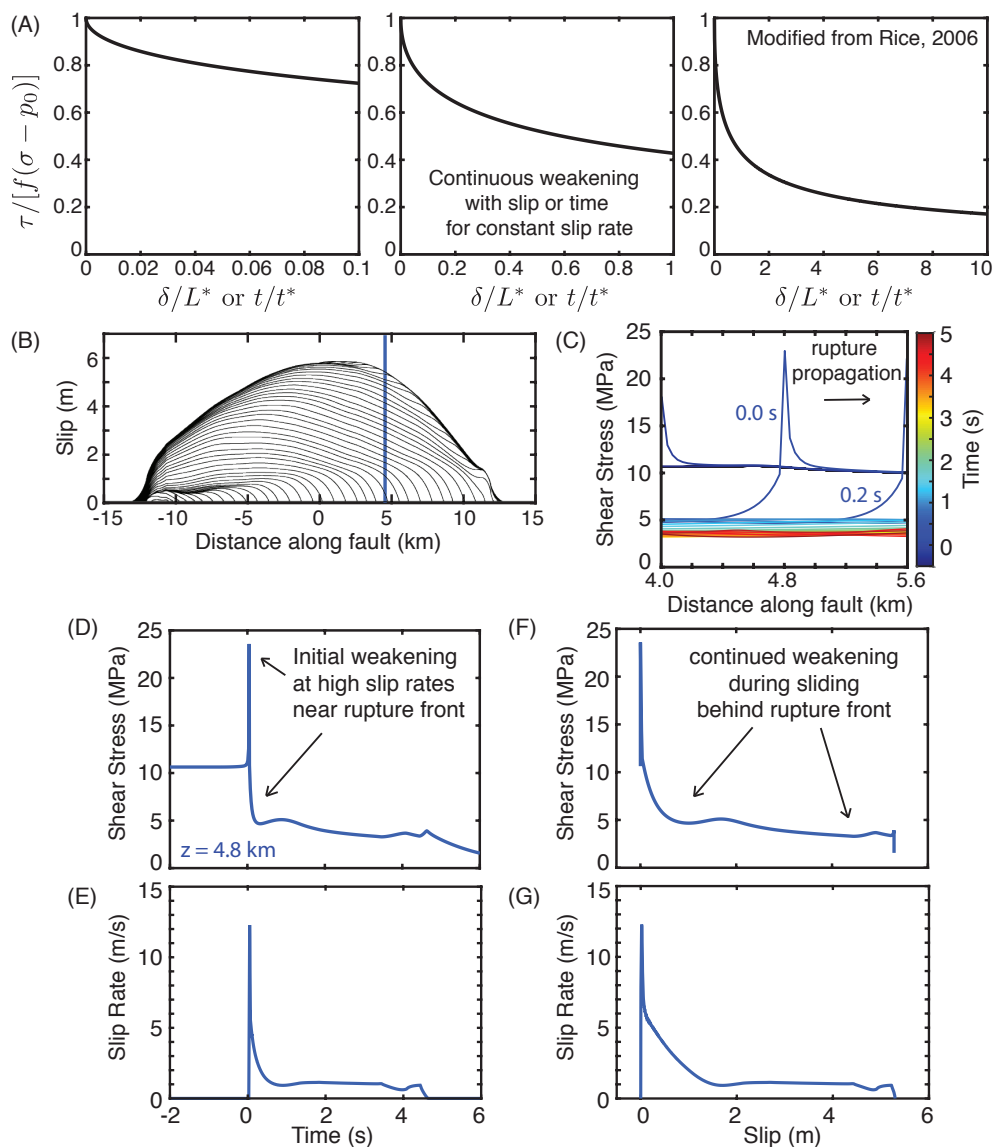 (A)
Modified from Rice, 2006
Continuous weakening
with slip or time
for constant slip rate
τ/[f(σ − p₀)]
1
0.8
0.6
0.4
0.2
0
0 0.02 0.04 0.06 0.08 0.1
δ/L* or t/t*
1
0.8
0.6
0.4
0.2
0
0 0.2 0.4 0.6 0.8 1
δ/L* or t/t*
1
0.8
0.6
0.4
0.2
0
0 2 4 6 8 10
δ/L* or t/t*
(B)
Slip (m)
6
4
2
0
-15 -10 -5 0 5 10 15
Distance along fault (km)
(C)
Shear Stress (MPa)
25
20
15
10
5
0
rupture
propagation
0.0 s
0.2 s
4.0 4.8 5.6
Distance along fault (km)
5
4
3
2
1
0
Time (s)
(D)
Shear Stress (MPa)
25
20
15
10
5
0
Initial weakening
at high slip rates
near rupture front
z = 4.8 km
(F)
Shear Stress (MPa)
25
20
15
10
5
0
continued weakening
during sliding
behind rupture front
(E)
Slip Rate (m/s)
15
10
5
0
-2 0 2 4 6
Time (s)
(G)
Slip Rate (m/s)
15
10
5
0
0 2 4 6
Slip (m)